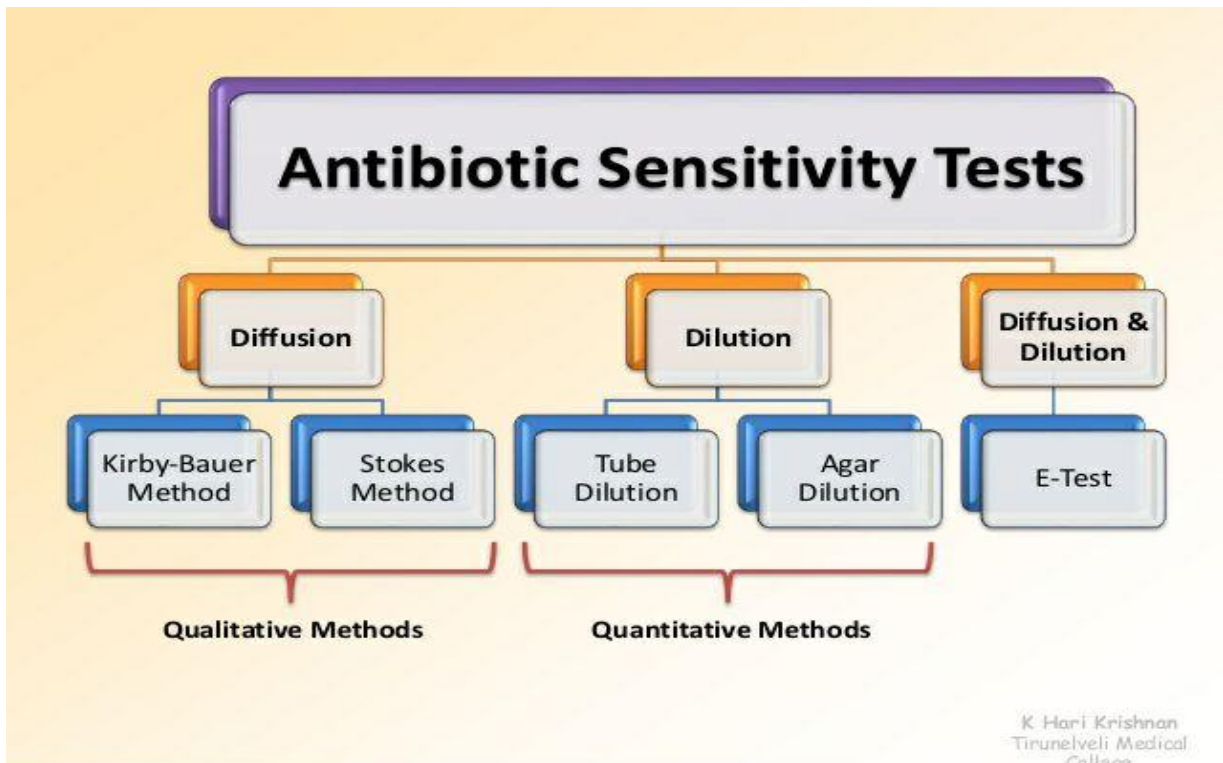 Antibiotic Sensitivity Tests
Diffusion
Dilution
Diffusion &
Dilution
Kirby-Bauer
Method
Stokes
Method
Tube
Dilution
Agar
Dilution
E-Test
Qualitative Methods
Quantitative Methods
K Hari Krishnan
Tirunelveli Medical
College